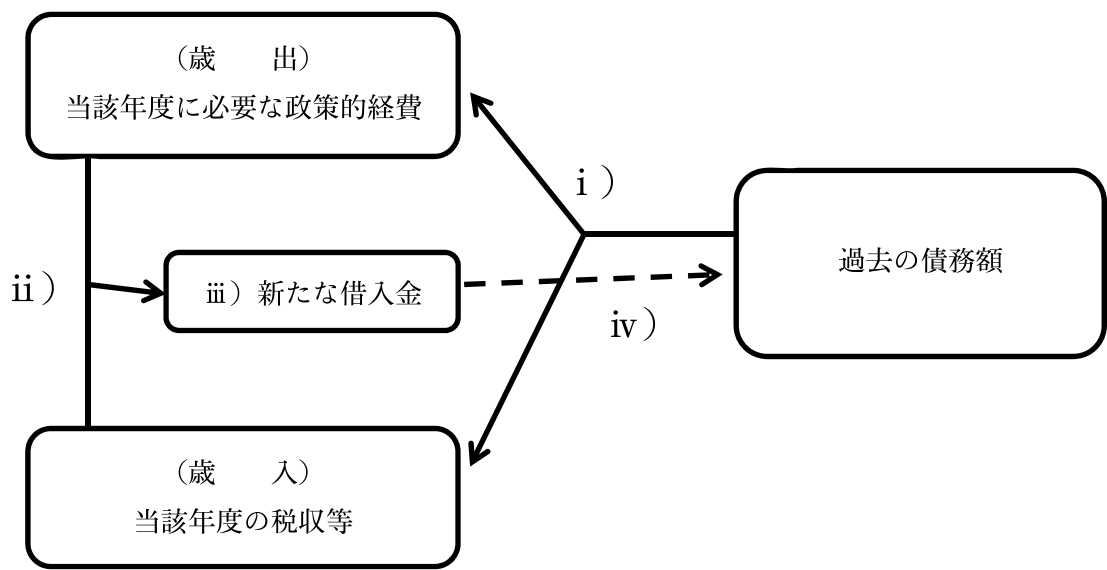 （歳　　出）
当該年度に必要な政策的経費
ⅰ）
過去の債務額
ⅱ）
ⅲ）新たな借入金
ⅳ）
（歳　　入）
当該年度の税収等